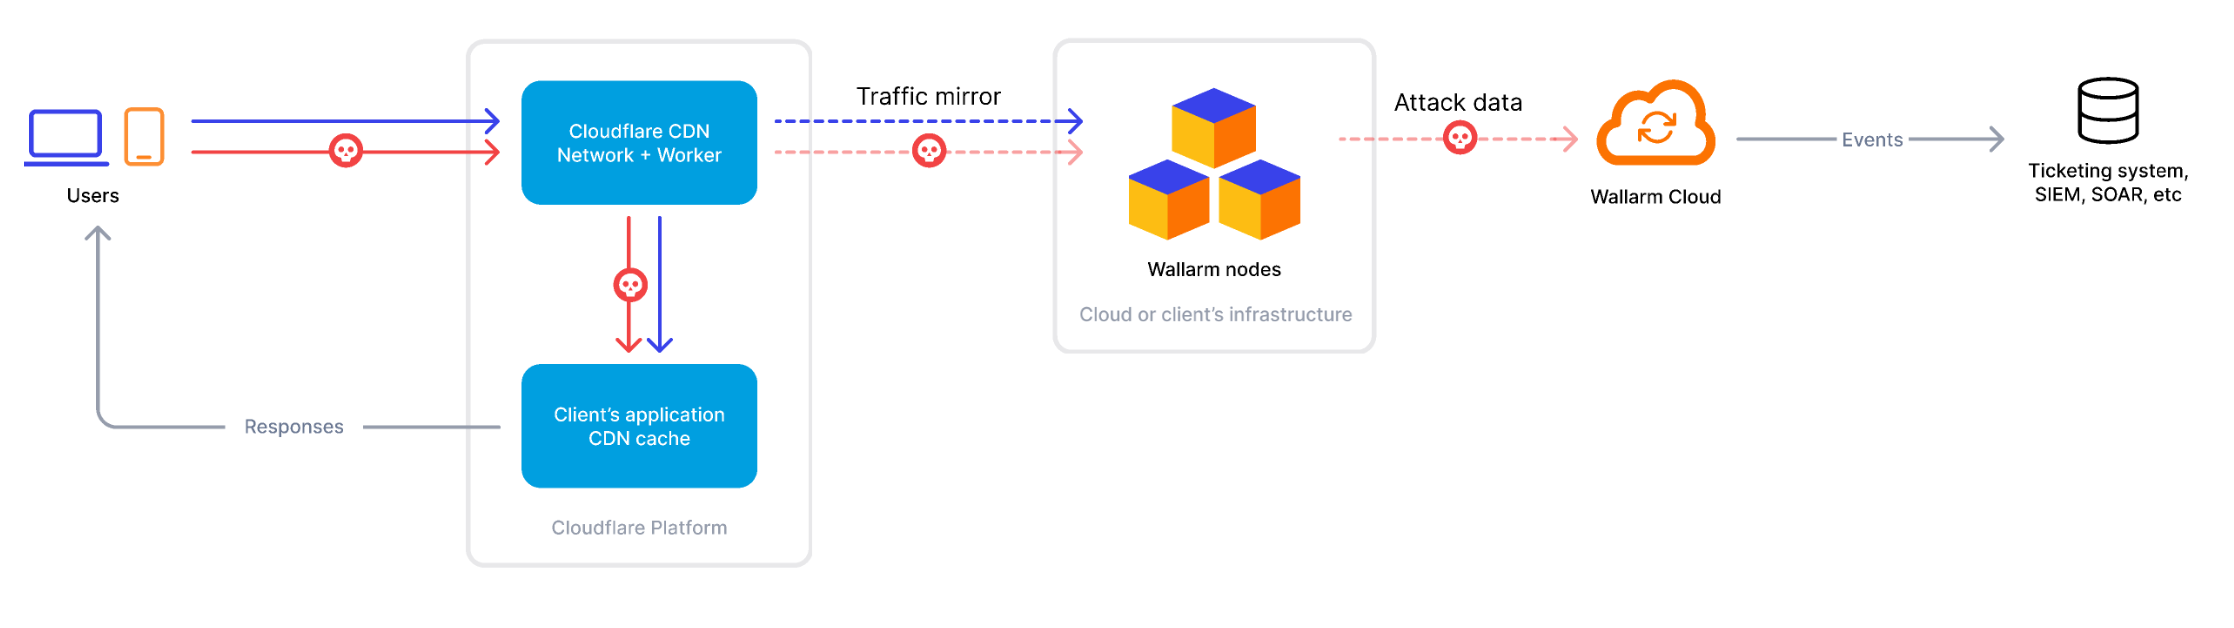 Users
Cloudflare CDN
Network + Worker
Traffic mirror
Wallarm nodes
Cloud or client's infrastructure
Attack data
Wallarm Cloud
Events
Ticketing system,
SIEM, SOAR, etc
Responses
Client's application
CDN cache
Cloudflare Platform